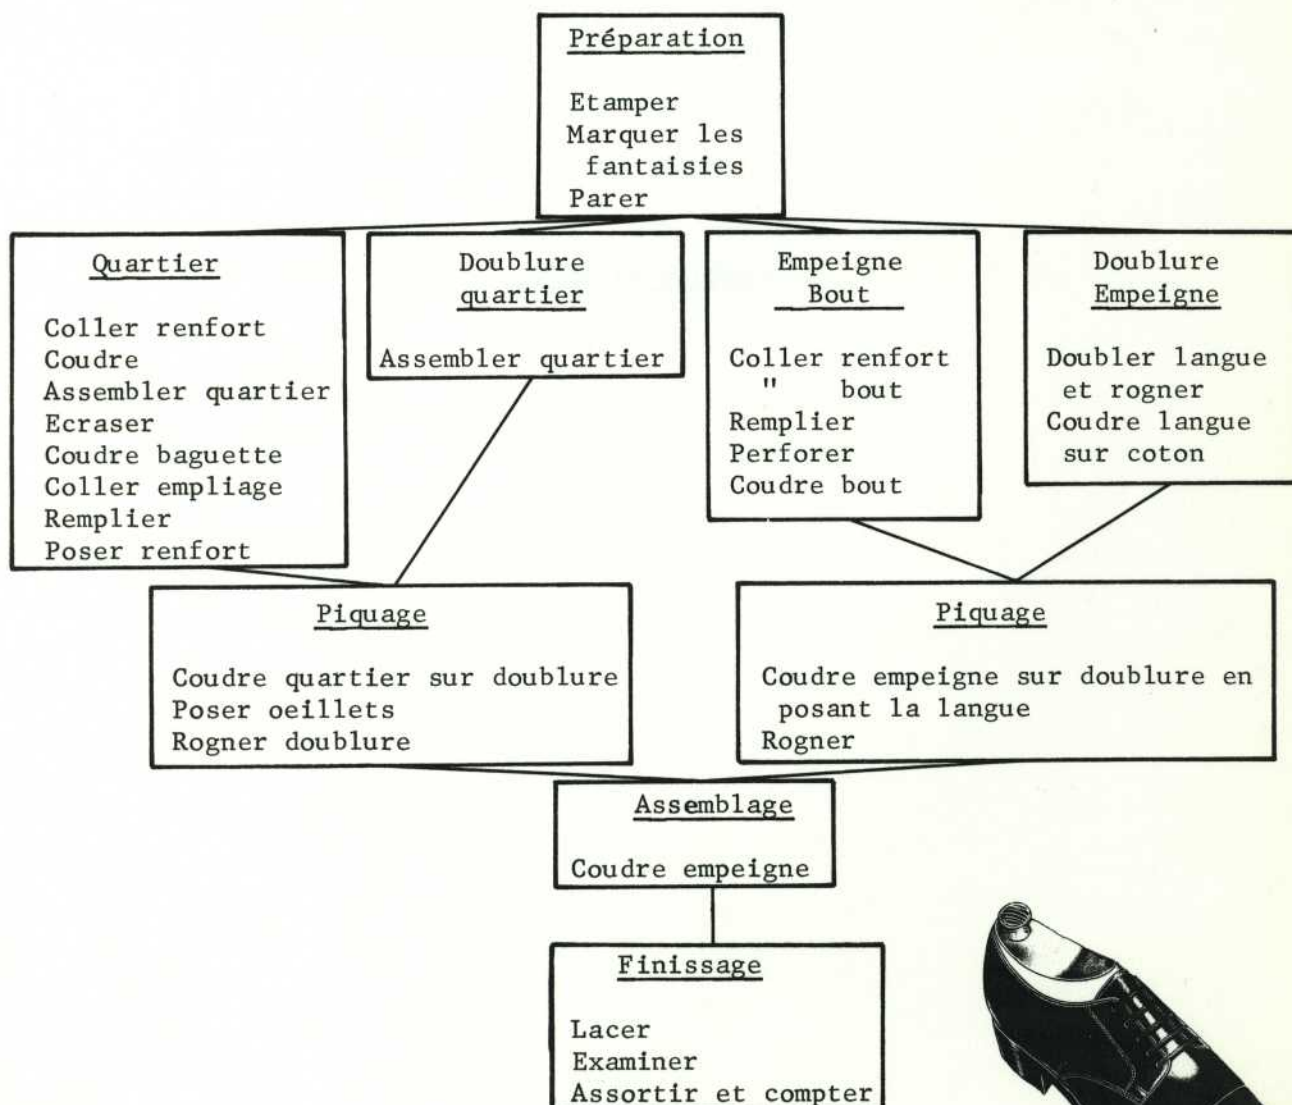 Préparation
Etamper
Marquer les
fantaisies
Parer
Quartier
Coller renfort
Coudre
Assembler quartier
Ecraser
Coudre baguette
Coller empliage
Remplier
Poser renfort
Doublure
quartier
Assembler quartier
Empeigne
Bout
Coller renfort
" bout
Remplier
Perforer
Coudre bout
Doublure
Empeigne
Doubler langue
et rogner
Coudre langue
sur coton
Piquage
Coudre quartier sur doublure
Poser oeillets
Rogner doublure
Piquage
Coudre empeigne sur doublure en
posant la langue
Rogner
Assemblage
Coudre empeigne
Finissage
Lacer
Examiner
Assortir et compter